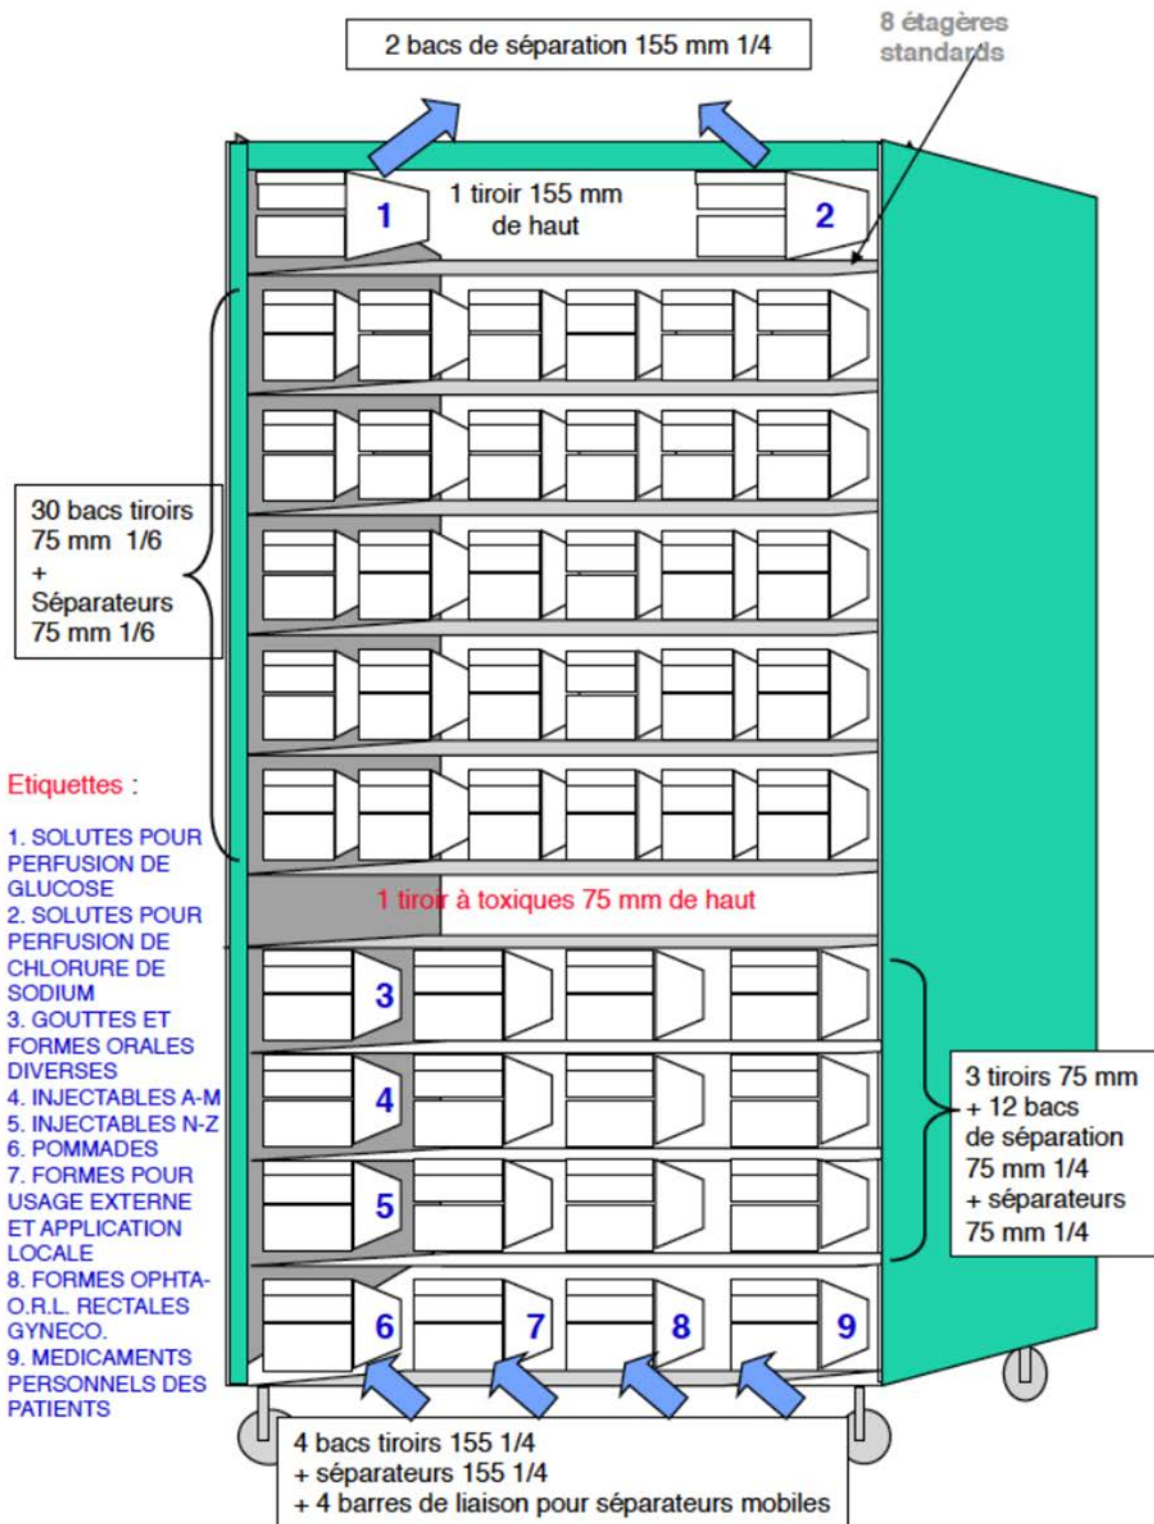 2 bacs de séparation 155 mm 1/4
8 étagères
standards
1
1 tiroir 155 mm
de haut
2
30 bacs tiroirs
75 mm  1/6
+
Séparateurs
75 mm 1/6
Etiquettes :
1. SOLUTES POUR
PERFUSION DE
GLUCOSE
2. SOLUTES POUR
PERFUSION DE
CHLORURE DE
SODIUM
3. GOUTTES ET
FORMES ORALES
DIVERSES
4. INJECTABLES A-M
5. INJECTABLES N-Z
6. POMMADES
7. FORMES POUR
USAGE EXTERNE
ET APPLICATION
LOCALE
8. FORMES OPHTA-
O.R.L. RECTALES
GYNECO.
9. MEDICAMENTS
PERSONNELS DES
PATIENTS
1 tiroir à toxiques 75 mm de haut
3
4
5
3 tiroirs 75 mm
+ 12 bacs
de séparation
75 mm 1/4
+ séparateurs
75 mm 1/4
6
7
8
9
4 bacs tiroirs 155 1/4
+ séparateurs 155 1/4
+ 4 barres de liaison pour séparateurs mobiles